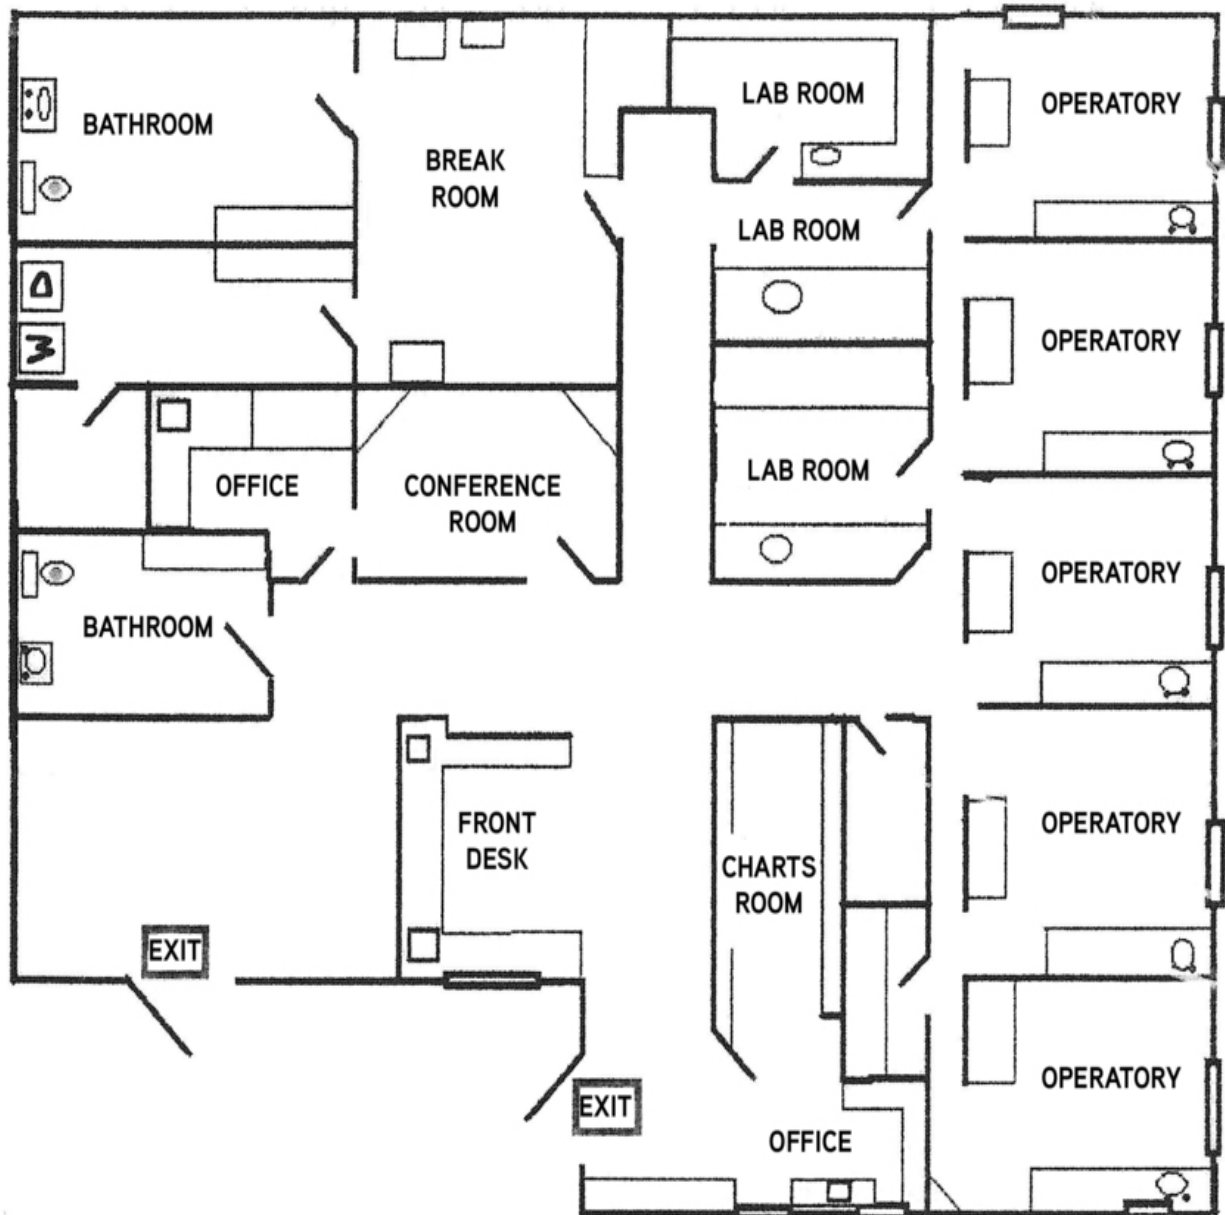 BATHROOM
BREAK
ROOM
LAB ROOM
OPERATORY
LAB ROOM
D
W
OPERATORY
OFFICE
CONFERENCE
ROOM
LAB ROOM
OPERATORY
BATHROOM
FRONT
DESK
CHARTS
ROOM
OPERATORY
EXIT
EXIT
OFFICE
OPERATORY